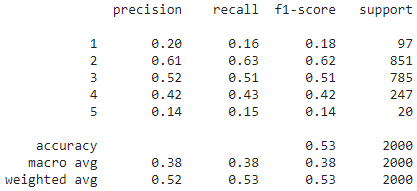 precision recall f1-score support
1 0.20 0.16 0.18 97
2 0.61 0.63 0.62 851
3 0.52 0.51 0.51 785
4 0.42 0.43 0.42 247
5 0.14 0.15 0.14 20
accuracy 0.53 2000
macro avg 0.38 0.38 0.38 2000
weighted avg 0.52 0.53 0.53 2000